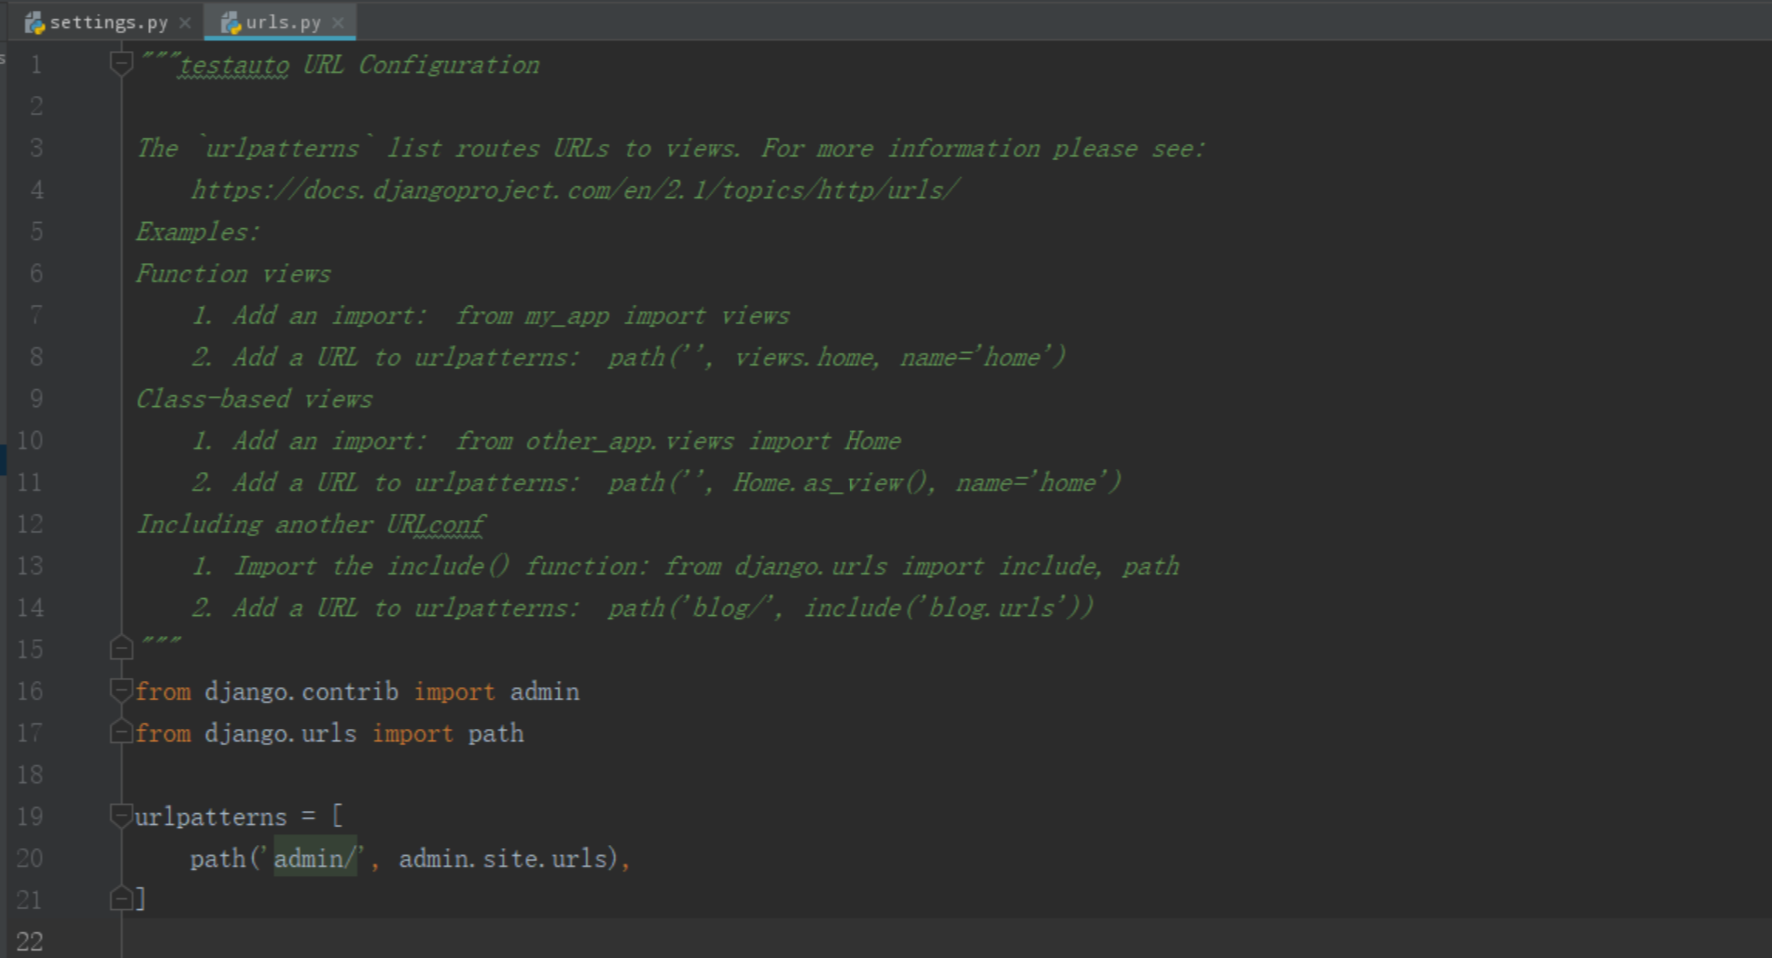 settings.py urls.py
1 """testauto URL Configuration
2
3 The `urlpatterns` list routes URLs to views. For more information please see:
4     https://docs.djangoproject.com/en/2.1/topics/http/urls/
5 Examples:
6 Function views
7     1. Add an import:  from my_app import views
8     2. Add a URL to urlpatterns:  path('', views.home, name='home')
9 Class-based views
10     1. Add an import:  from other_app.views import Home
11     2. Add a URL to urlpatterns:  path('', Home.as_view(), name='home')
12 Including another URLconf
13     1. Import the include() function: from django.urls import include, path
14     2. Add a URL to urlpatterns:  path('blog/', include('blog.urls'))
15 """
16 from django.contrib import admin
17 from django.urls import path
18
19 urlpatterns = [
20     path('admin/', admin.site.urls),
21 ]
22